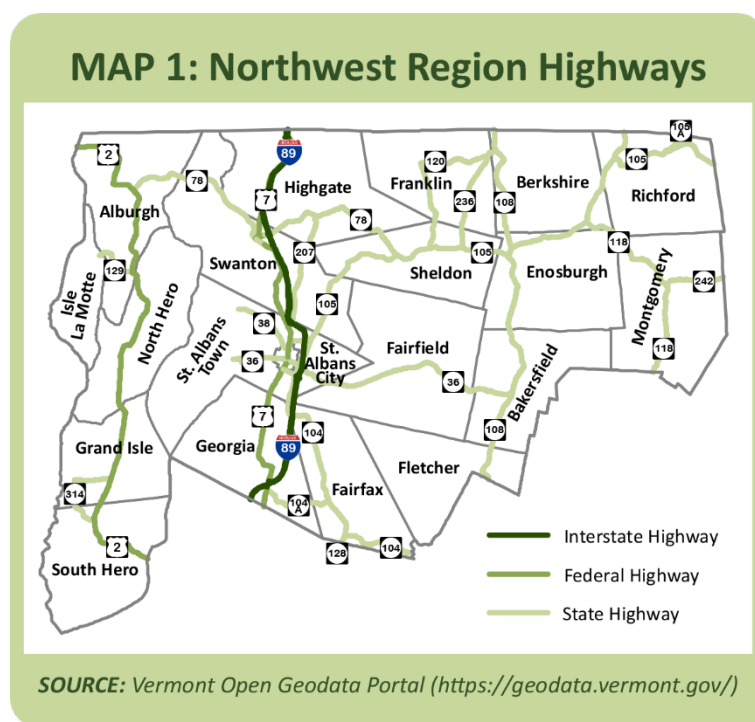 MAP 1: Northwest Region Highways
2
89
105
A
120
105
7
Highgate
Franklin
Berkshire
78
Richford
236
108
Alburgh
78
207
118
Swanton
Sheldon
105
Enosburgh
129
Isle
La Motte
North Hero
105
Montgomery
242
38
St. Albans
Town
36
St.
Albans
City
Fairfield
36
118
Bakersfield
7
104
108
Georgia
89
Grand Isle
Fletcher
314
104
A
Fairfax
2
128
104
South Hero
Interstate Highway
Federal Highway
State Highway
SOURCE: Vermont Open Geodata Portal (https://geodata.vermont.gov/)